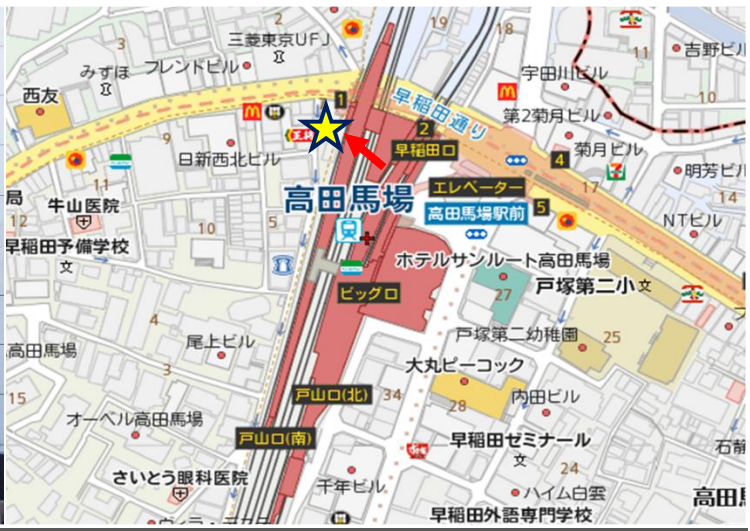 19
18
三菱東京UFJ
11
吉野ビル
3
2
みずほ
フレンドビル
宇田川ビル
10
西友
1
早稲田通り
第2菊月ビル
王将
2
菊月ビル
日新西北ビル
早稲田口
4
明芳ビル
エレベーター
17
14
局
高田馬場
高田馬場駅前
5
12
牛山医院
10
5
NTビル
早稲田予備学校
文
ホテルサンルート高田馬場
戸塚第二小
文
ビッグ口
27
4
尾上ビル
戸塚第二幼稚園
25
高田馬場
3
大丸ピーコック
15
戸山口(北)
34
28
内田ビル
オーベル高田馬場
戸山口(南)
早稲田ゼミナール
石
文
24
さいとう眼科医院
千年ビル
ハイム白雲
高田
早稲田外語専門学校